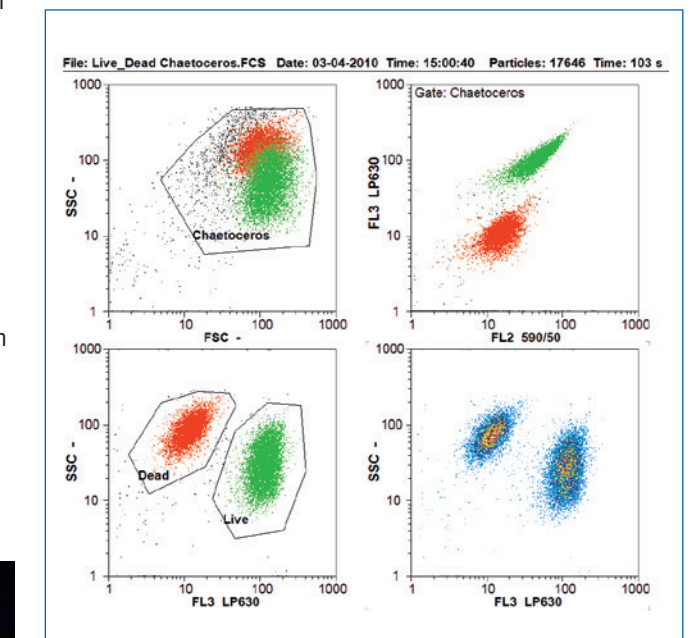 File: Live_Dead Chaetoceros.FCS Date: 03-04-2010 Time: 15:00:40 Particles: 17646 Time: 103 s
1000
100
10
1
SSC -
Chaetoceros
1 10 100 1000
FSC -
1000
100
10
1
FL3 LP630
Gate: Chaetoceros
1 10 100 1000
FL2 590/50
1000
100
10
1
SSC -
Dead
Live
1 10 100 1000
FL3 LP630
1000
100
10
1
SSC -
1 10 100 1000
FL3 LP630